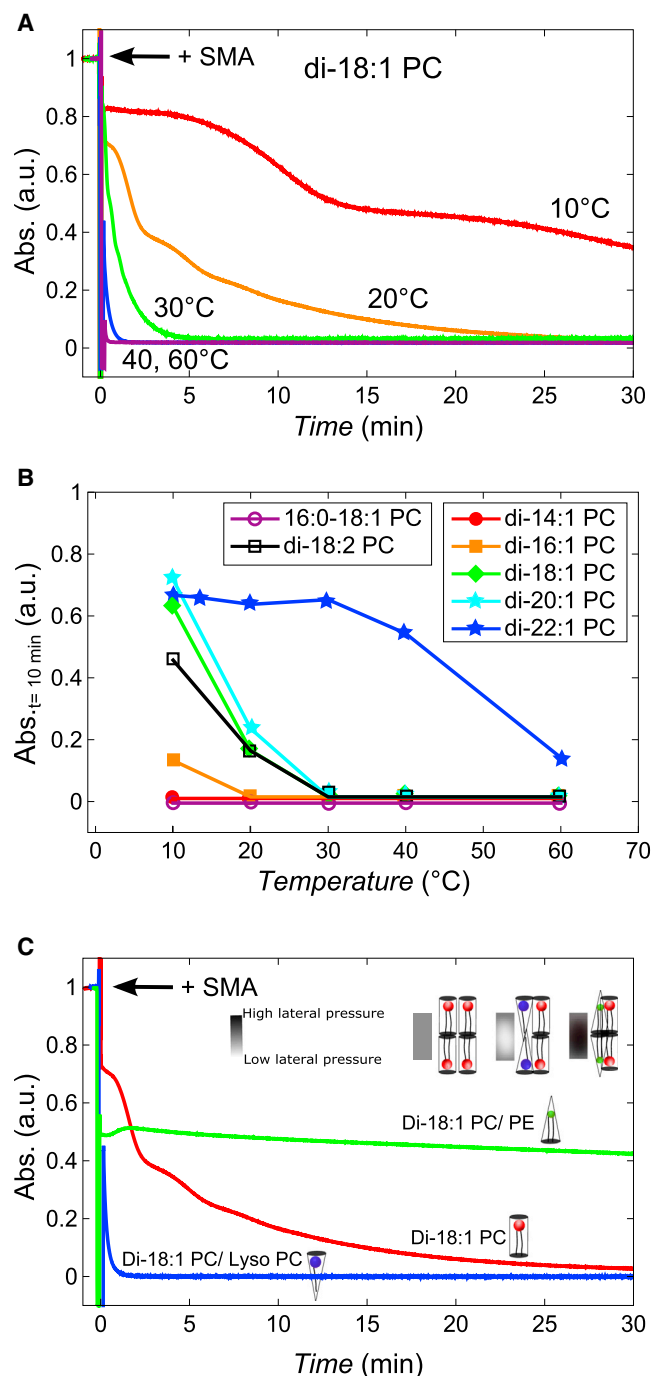 A
+ SMA
di-18:1 PC
1
0.8
0.6
0.4
0.2
0
Abs. (a.u.)
10°C
20°C
30°C
40, 60°C
0 5 10 15 20 25 30
Time (min)
B
16:0-18:1 PC
di-18:2 PC
di-14:1 PC
di-16:1 PC
di-18:1 PC
di-20:1 PC
di-22:1 PC
1
0.8
0.6
0.4
0.2
0
Abs.t= 10 min (a.u.)
0 10 20 30 40 50 60 70
Temperature (°C)
C
+ SMA
High lateral pressure
Low lateral pressure
1
0.8
0.6
0.4
0.2
0
Abs. (a.u.)
Di-18:1 PC/ PE
Di-18:1 PC
Di-18:1 PC/ Lyso PC
0 5 10 15 20 25 30
Time (min)